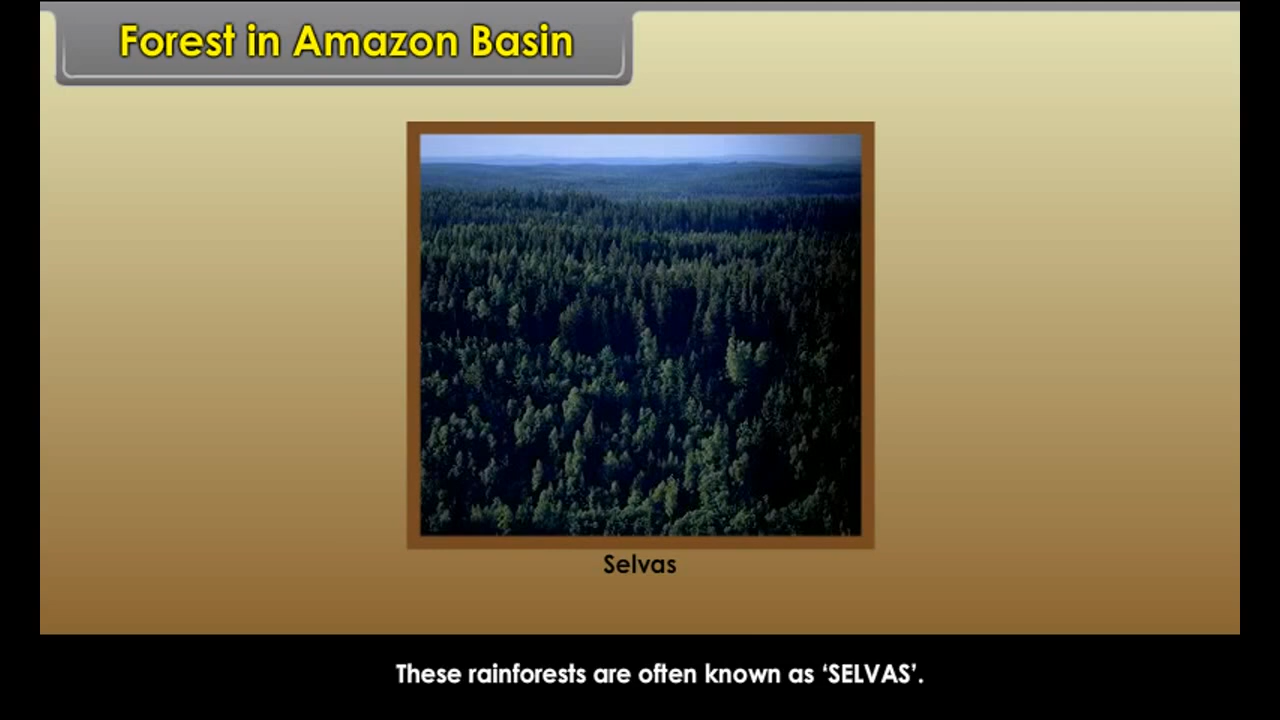 Forest in Amazon Basin
Selvas
These rainforests are often known as ‘SELVAS’.